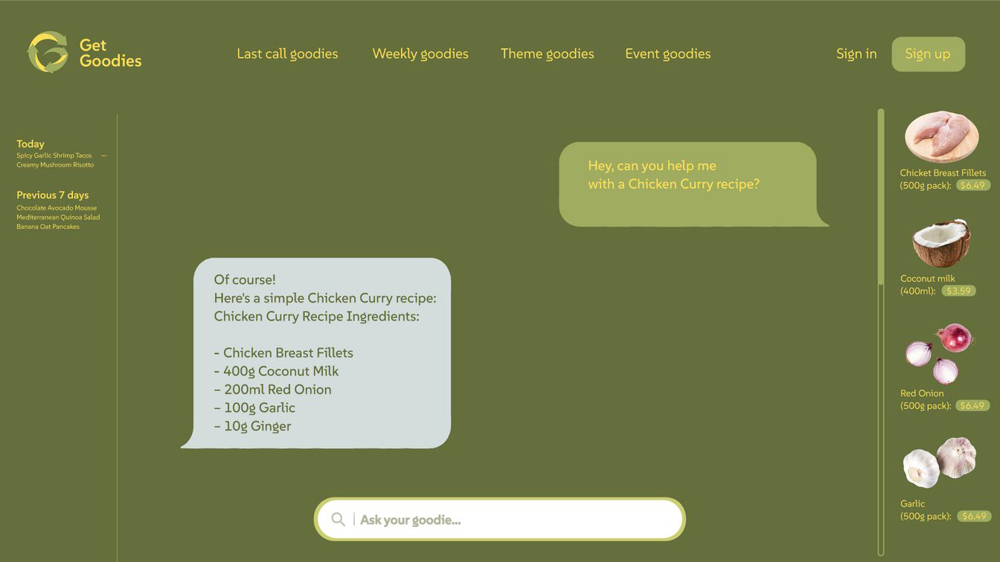 Get
Goodies
Last call goodies
Weekly goodies
Theme goodies
Event goodies
Sign in
Sign up
Today
Spicy Garlic Shrimp Tacos ...
Creamy Mushroom Risotto
Previous 7 days
Chocolate Avocado Mousse
Mediterranean Quinoa Salad
Banana Oat Pancakes
Hey, can you help me
with a Chicken Curry recipe?
Of course!
Here's a simple Chicken Curry recipe:
Chicken Curry Recipe Ingredients:
- Chicken Breast Fillets
- 400g Coconut Milk
– 200ml Red Onion
– 100g Garlic
– 10g Ginger
Ask your goodie...
Chicket Breast Fillets
(500g pack): $6.49
Coconut milk
(400ml): $3.59
Red Onion
(500g pack): $6.49
Garlic
(500g pack): $6.49